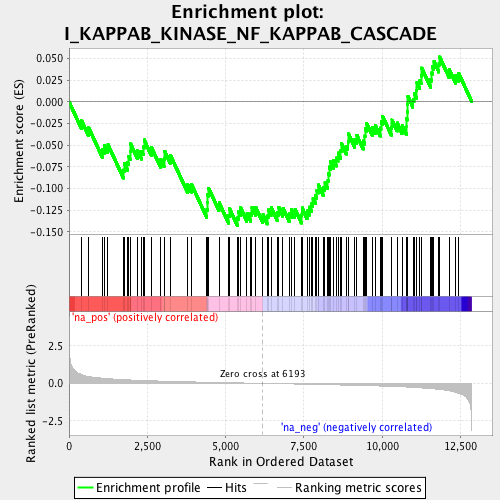 Enrichment plot:
I_KAPPAB_KINASE_NF_KAPPAB_CASCADE
Enrichment score (ES)
0.050
0.025
0.000
-0.025
-0.050
-0.075
-0.100
-0.125
-0.150
'na_pos' (positively correlated)
Ranked list metric (PreRanked)
2.5
0.0
-2.5
Zero cross at 6193
'na_neg' (negatively correlated)
0
2,500
5,000
7,500
10,000
12,500
Rank in Ordered Dataset
Enrichment profile
Hits
Ranking metric scores